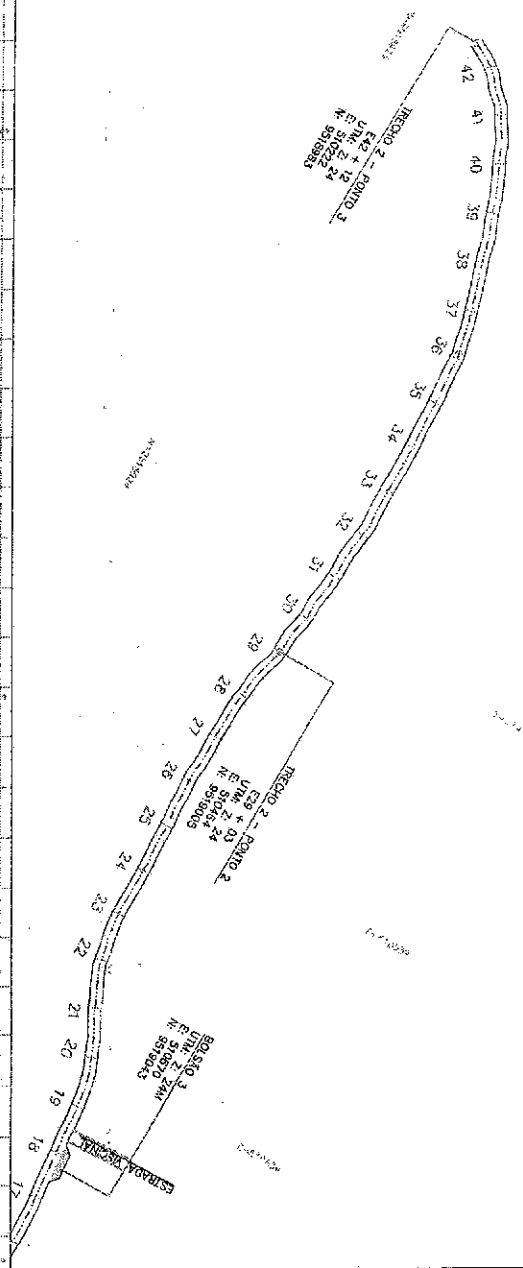 42
41
40
39
38
37
36
35
34
33
32
31
30
29
28
27
26
25
24
23
22
21
20
19
18
17
TRECHO 2 - PONTO 3
E42 + 12
UTM: Z: 24
E: 510222
N: 9518983
TRECHO 2 - PONTO 2
E29 + 03
UTM: Z: 24
E: 510464
N: 9519005
BOLSÃO 3
UTM: Z: 24M
E: 510670
N: 9519043
ESTRADA VICINAL